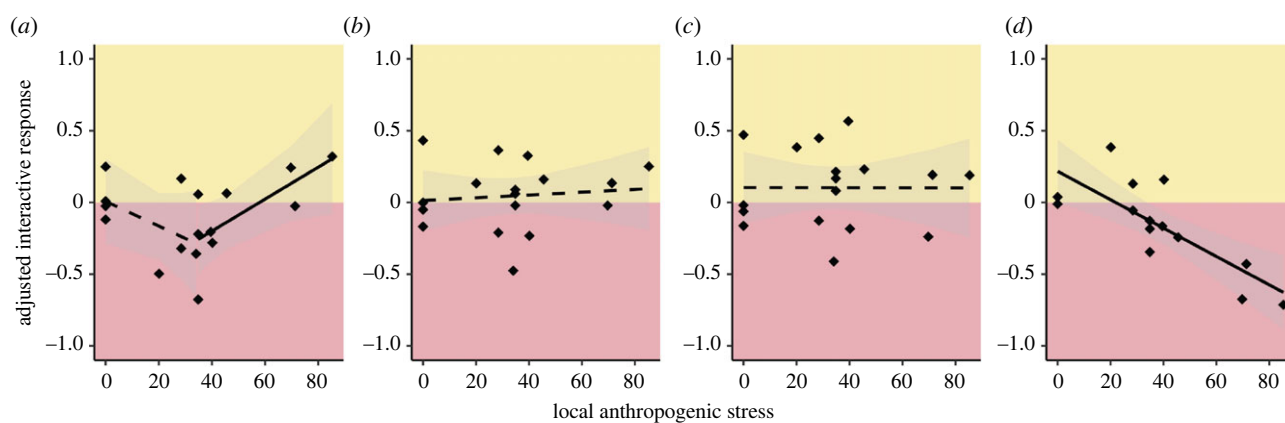 (a) (b) (c) (d)
adjusted interactive response
1.0 1.0 1.0 1.0
0.5 0.5 0.5 0.5
0 0 0 0
–0.5 –0.5 –0.5 –0.5
–1.0 –1.0 –1.0 –1.0
0 20 40 60 80 0 20 40 60 80 0 20 40 60 80 0 20 40 60 80
local anthropogenic stress